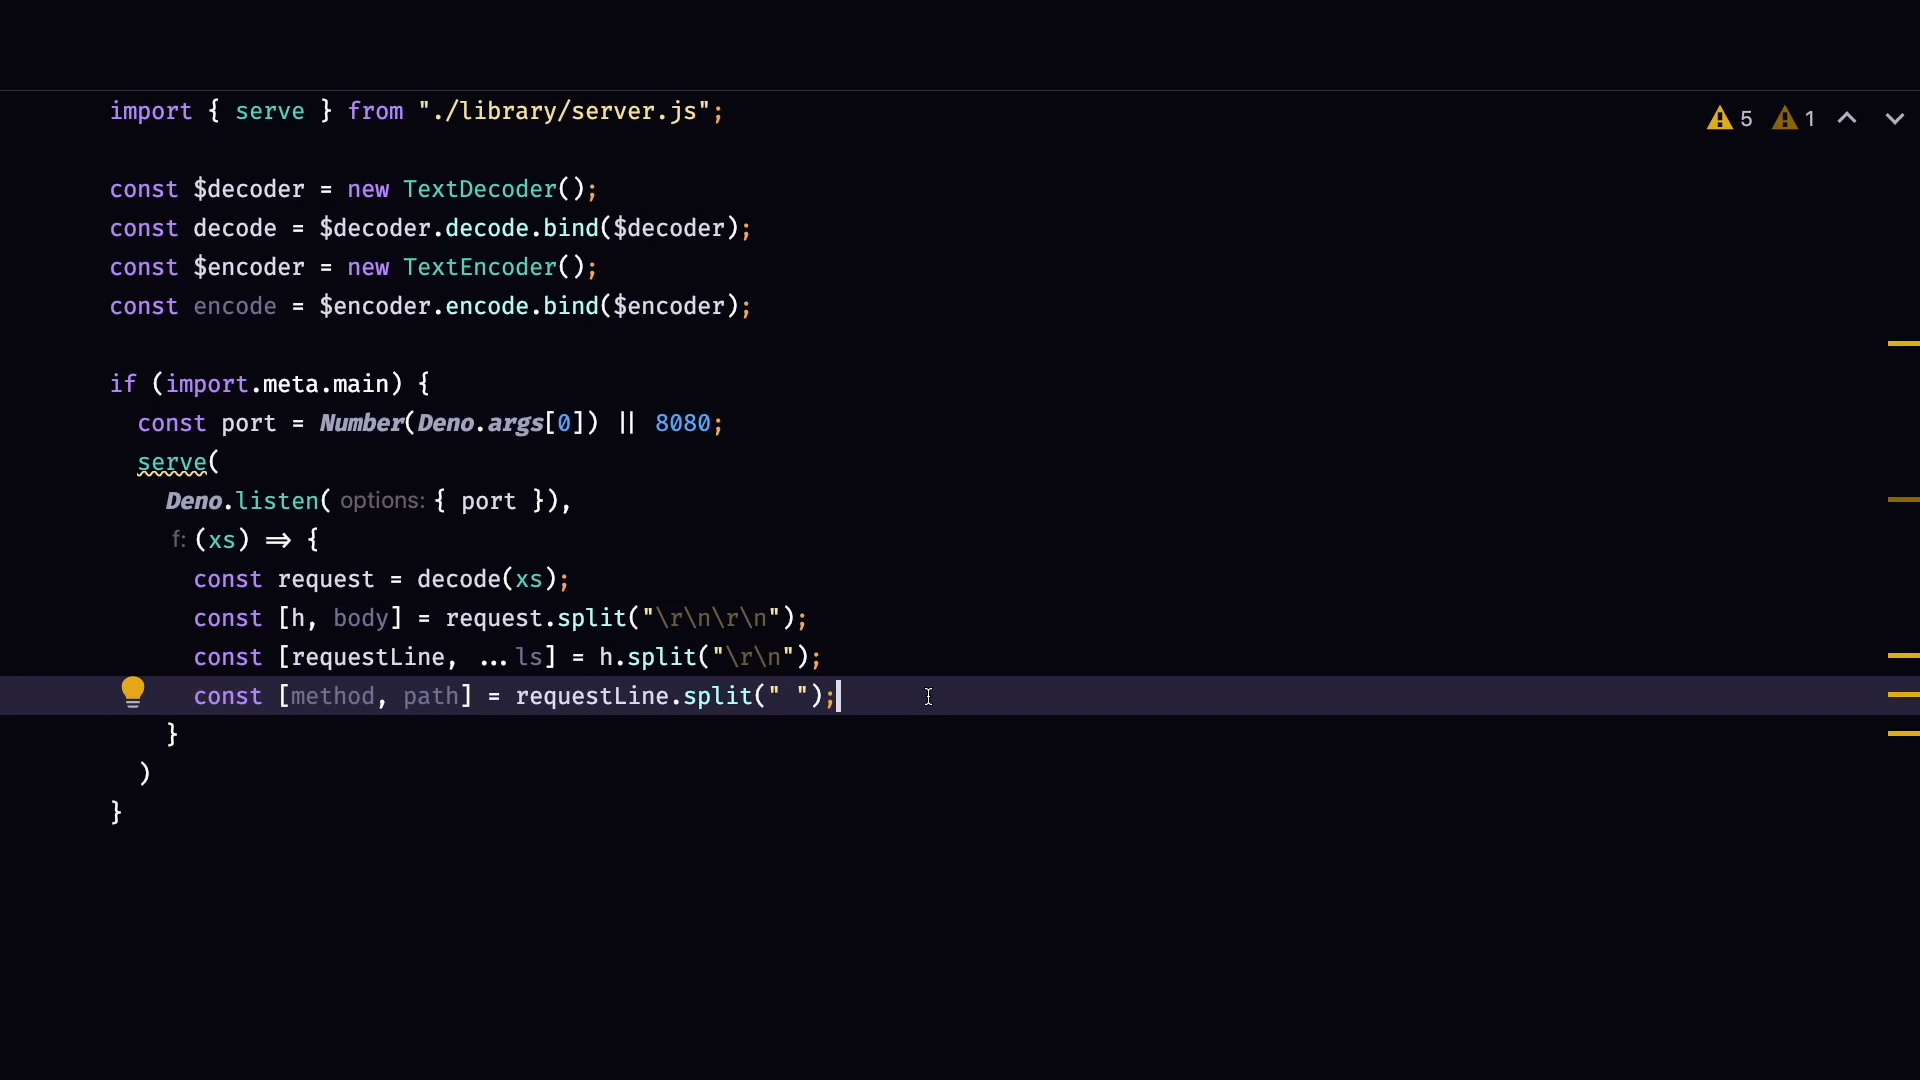 import { serve } from "./library/server.js";
5 1
const $decoder = new TextDecoder();
const decode = $decoder.decode.bind($decoder);
const $encoder = new TextEncoder();
const encode = $encoder.encode.bind($encoder);
if (import.meta.main) {
const port = Number(Deno.args[0]) || 8080;
serve(
Deno.listen( options: { port }),
f: (xs) => {
const request = decode(xs);
const [h, body] = request.split("\r\n\r\n");
const [requestLine, ...ls] = h.split("\r\n");
const [method, path] = requestLine.split(" ");
}
)
}